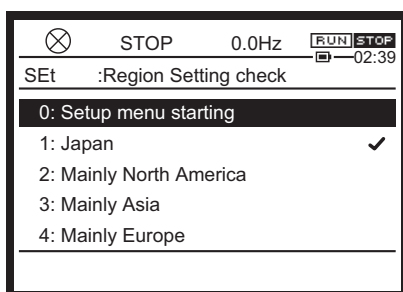 STOP 0.0Hz RUN STOP
02:39
SEt :Region Setting check
0: Setup menu starting
1: Japan
2: Mainly North America
3: Mainly Asia
4: Mainly Europe